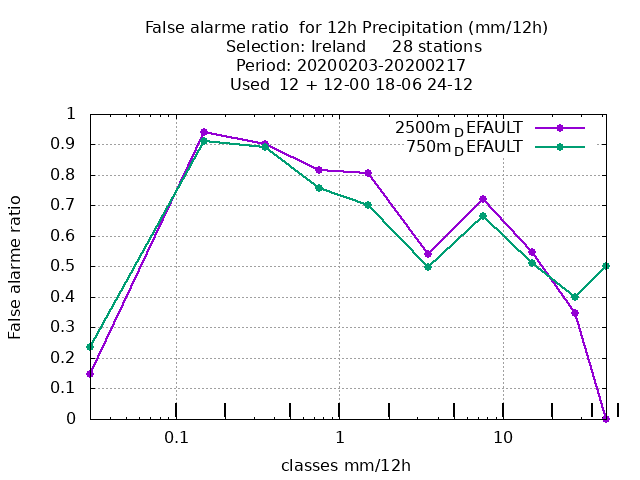 False alarme ratio  for 12h Precipitation (mm/12h)
Selection: Ireland     28 stations
Period: 20200203-20200217
Used  12 + 12-00 18-06 24-12
2500m_DEFAULT
750m_DEFAULT
1
0.9
0.8
0.7
0.6
0.5
0.4
0.3
0.2
0.1
0
False alarme ratio
0.1 1 10
classes mm/12h